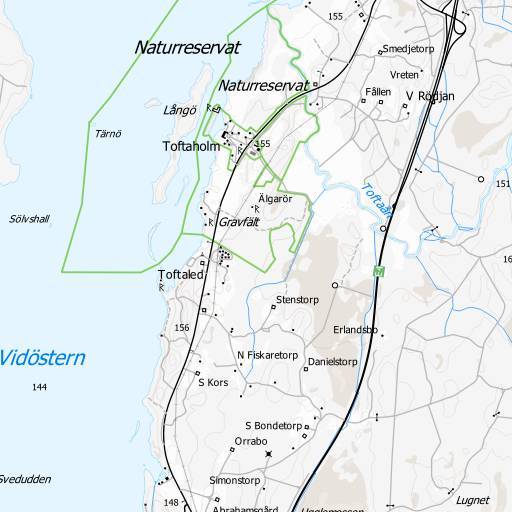 155
Naturreservat
Smedjetorp
Vreten
Naturreservat
Fållen
V Rödjan
Långö
Tärnö
Toftaholm
155
151
Älgarör
Toftaån
Sölvshall
Gravfält
Toftaled
R
Stenstorp
156
Erlandsbo
Vidöstern
N Fiskaretorp
Danielstorp
144
S Kors
S Bondetorp
Orrabo
Svedudden
Simonstorp
148
Abrahamsgård
Lugnet